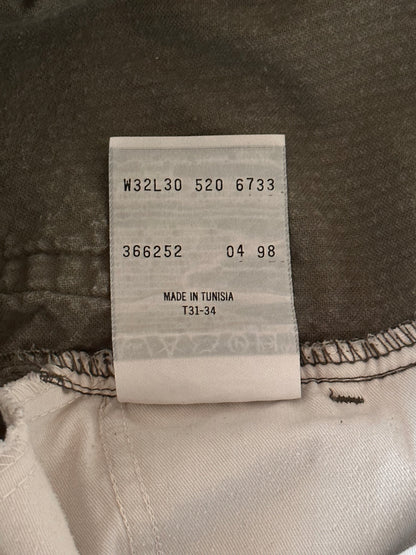 W32L30 520 6733
366252 04 98
MADE IN TUNISIA
T31-34